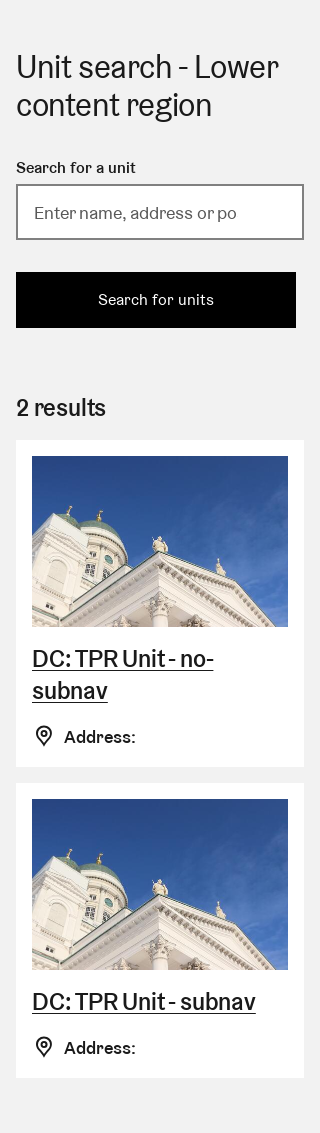 Unit search - Lower
content region
Search for a unit
Enter name, address or po
Search for units
2 results
DC: TPR Unit - no-
subnav
Address:
DC: TPR Unit - subnav
Address: